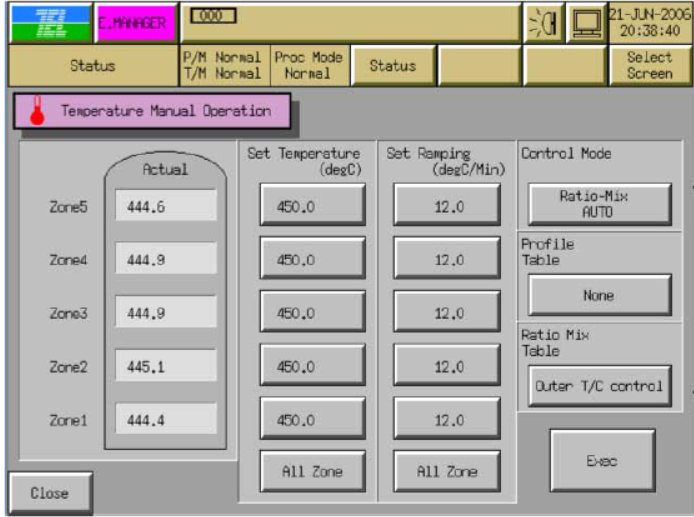 TEL
E.MANAGER
000
21-JUN-2006
20:38:40
Status
P/M Normal
T/M Normal
Proc Mode
Normal
Status
Select
Screen
Temperature Manual Operation
Actual
Set Temperature
(degC)
Set Ramping
(degC/Min)
Control Mode
Zone5 444.6 450.0 12.0
Ratio-Mix
AUTO
Zone4 444.9 450.0 12.0
Profile
Table
None
Zone3 444.9 450.0 12.0
Ratio Mix
Table
Zone2 445.1 450.0 12.0
Outer T/C control
Zone1 444.4 450.0 12.0
All Zone All Zone
Exec
Close